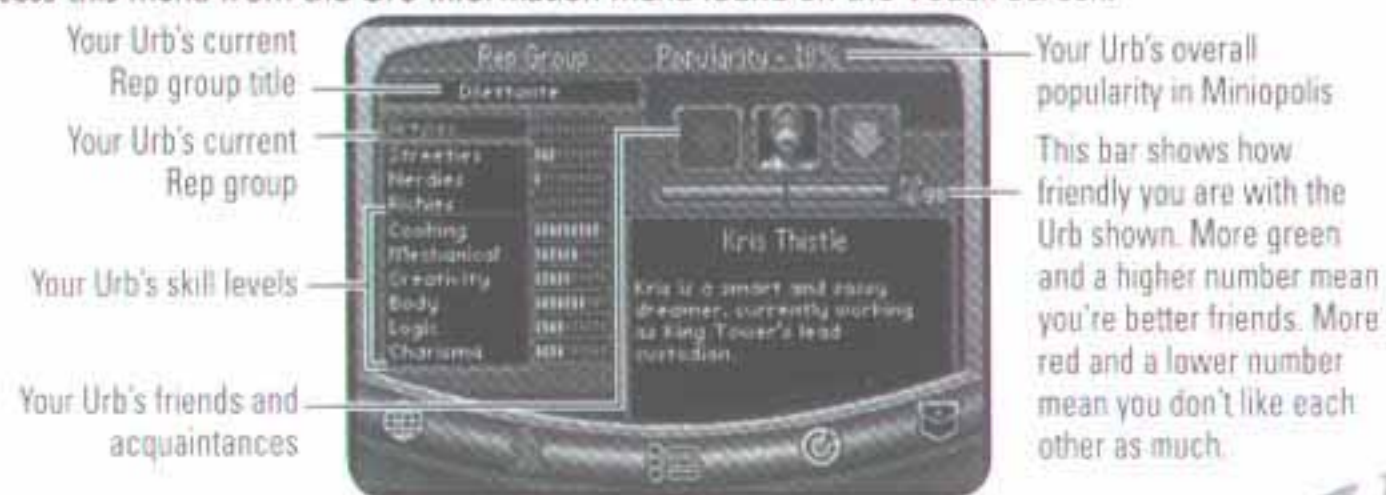 Your Urb's current
Rep group title
Your Urb's current
Rep group
Your Urb's skill levels
Your Urb's friends and
acquaintances
Rep Group
Popularity - 18%
Streeties
Nerdies
Richies
Cooking
Mechanical
Creativity
Body
Logic
Charisma
Kris Thistle
Kris is a smart and sassy
dreamer, currently working
as King Tower's lead
custodian.
Your Urb's overall
popularity in Miniopolis
This bar shows how
friendly you are with the
Urb shown. More green
and a higher number mean
you're better friends. More
red and a lower number
mean you don't like each
other as much.